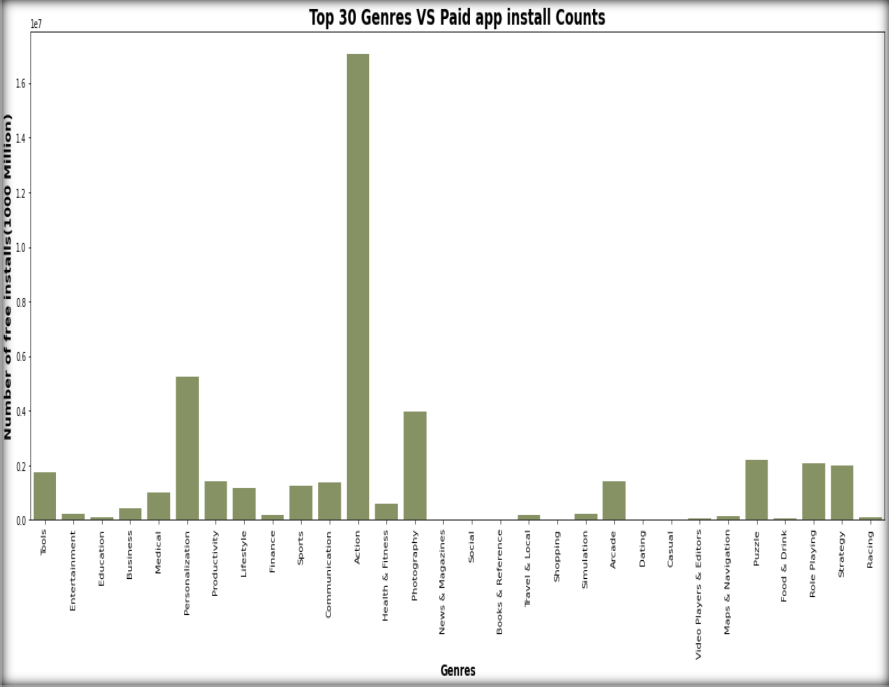 Top 30 Genres VS Paid app install Counts
1e7
Number of free installs(1000 Million)
1.6
1.4
1.2
1.0
0.8
0.6
0.4
0.2
0.0
Tools
Entertainment
Education
Business
Medical
Personalization
Productivity
Lifestyle
Finance
Sports
Communication
Action
Health & Fitness
Photography
News & Magazines
Social
Books & Reference
Travel & Local
Shopping
Simulation
Arcade
Dating
Casual
Video Players & Editors
Maps & Navigation
Puzzle
Food & Drink
Role Playing
Strategy
Racing
Genres